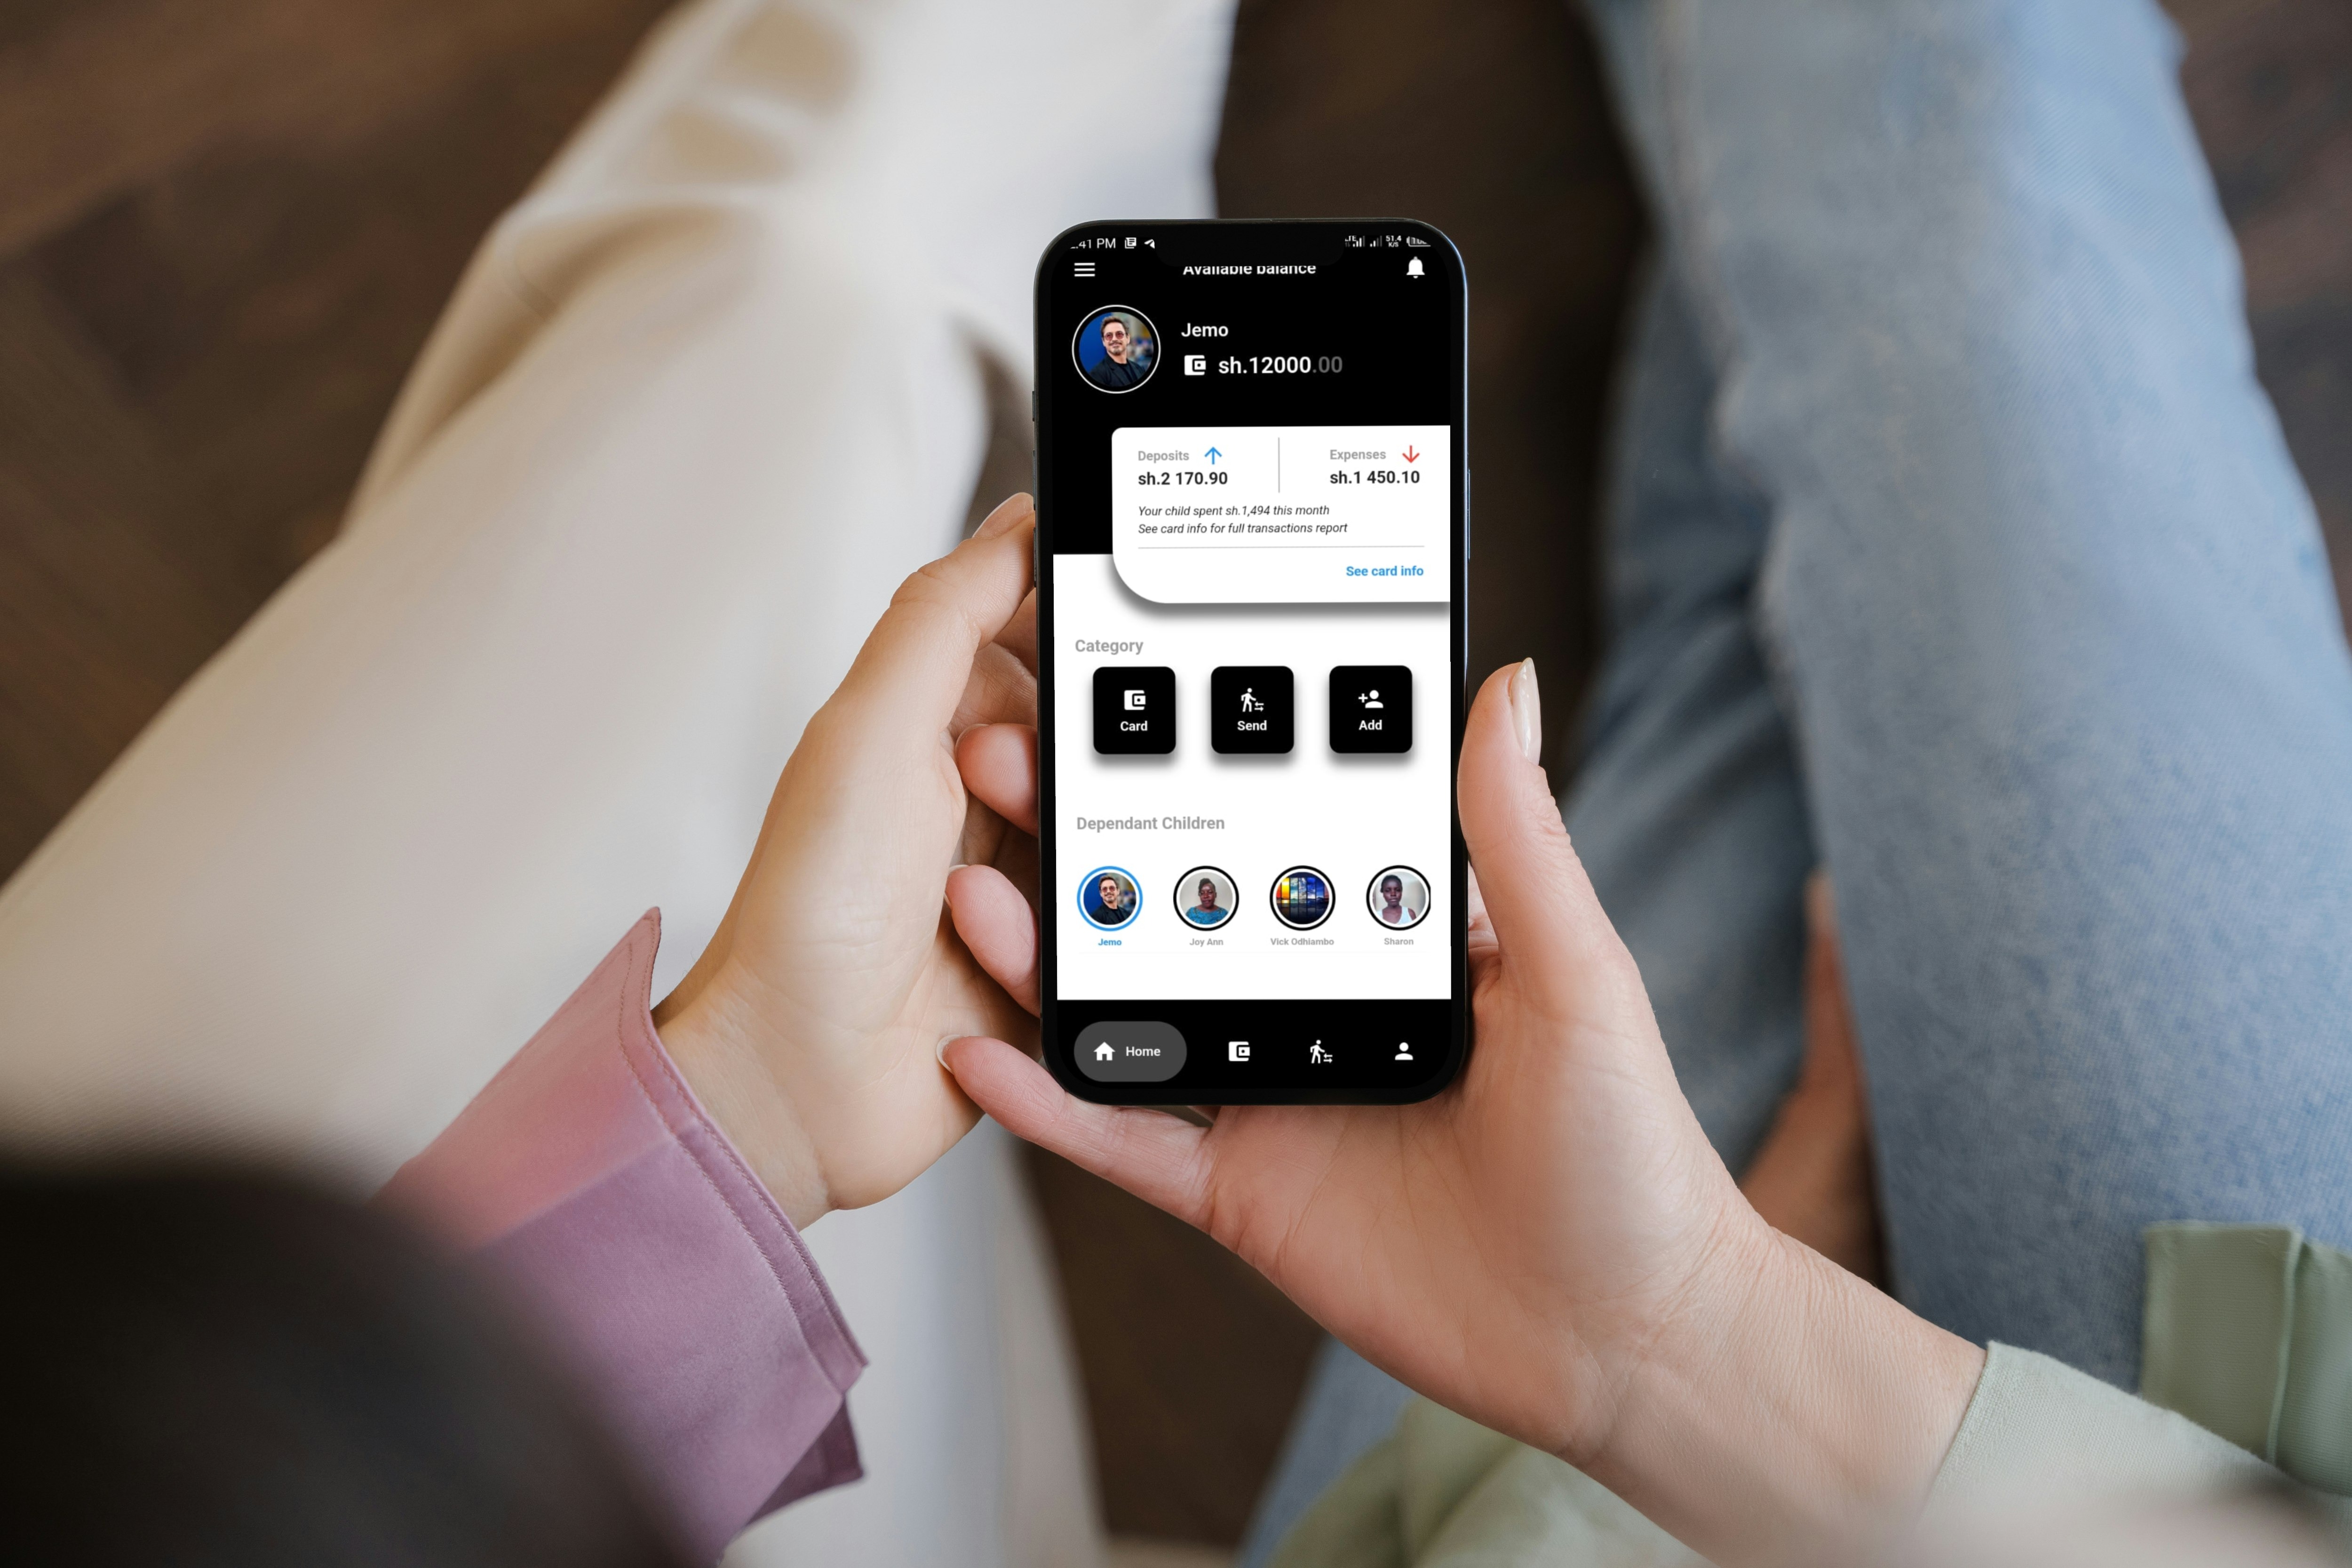 41 PM
51.4
K/S
Available balance
Jemo
sh.12000.00
Deposits
Expenses
sh.2 170.90
sh.1 450.10
Your child spent sh.1,494 this month
See card info for full transactions report
See card info
Category
Card
Send
Add
Dependant Children
Jemo
Joy Ann
Vick Odhiambo
Sharon
Home